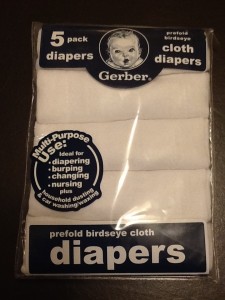 5 pack
diapers
prefold
birdseye
cloth
diapers
Gerber®
Multi-Purpose
Use:
Ideal for
• diapering
• burping
• changing
• nursing
plus
household dusting
& car washing/waxing
prefold birdseye cloth
diapers